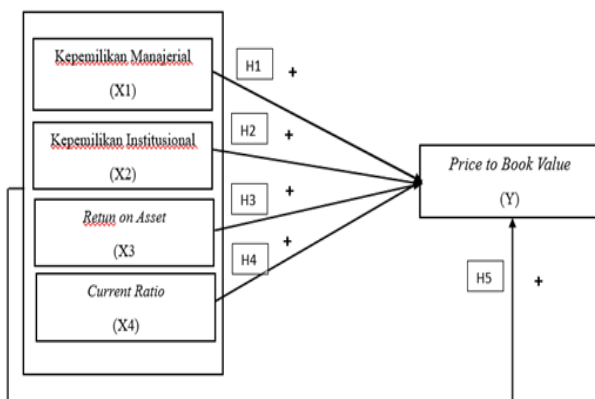 Kepemilikan Manajerial
(X1)
Kepemilikan Institusional
(X2)
Retun on Asset
(X3
Current Ratio
(X4)
H1
+
H2
+
H3
+
H4
+
Price to Book Value
(Y)
H5
+